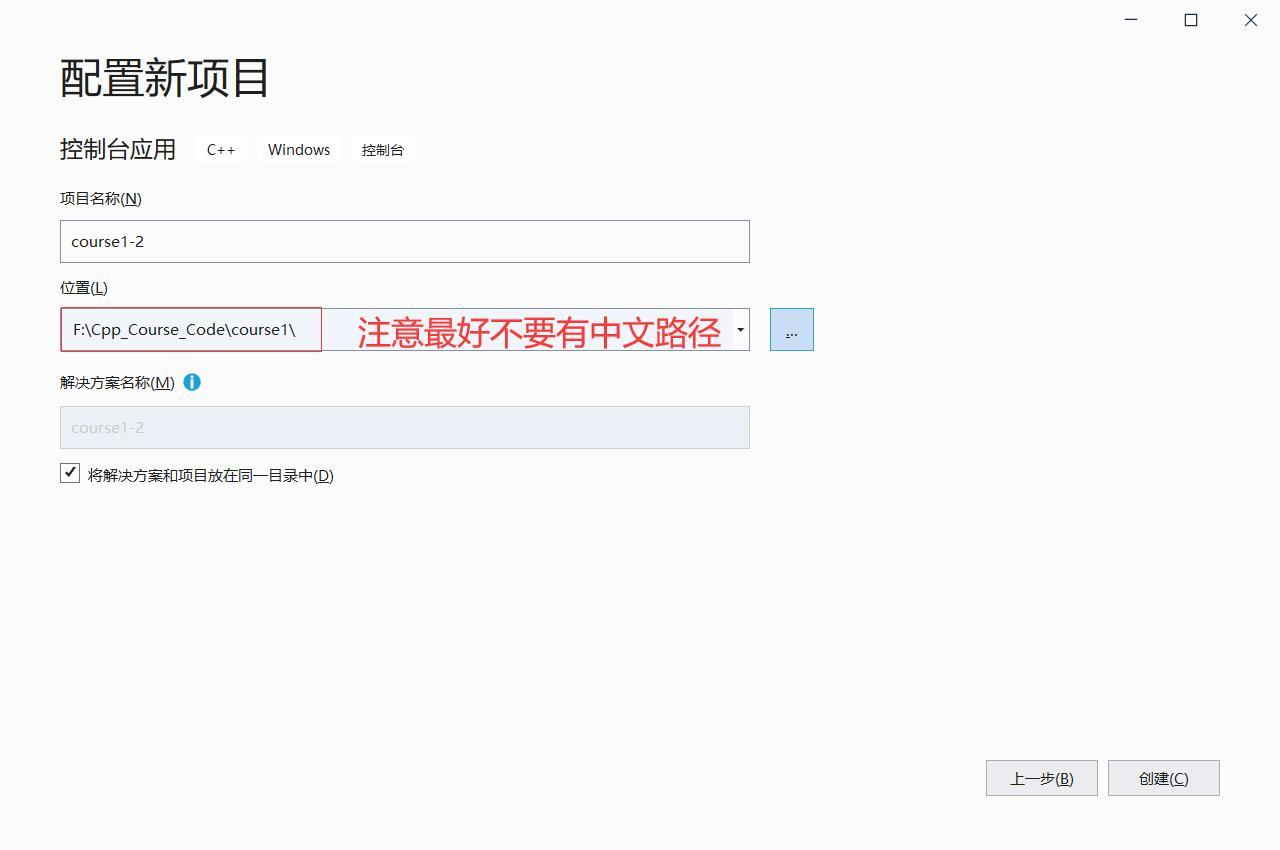 配置新项目
控制台应用 C++ Windows 控制台
项目名称(N)
course1-2
位置(L)
F:\Cpp_Course_Code\course1\ 注意最好不要有中文路径 ...
解决方案名称(M)
course1-2
将解决方案和项目放在同一目录中(D)
上一步(B) 创建(C)